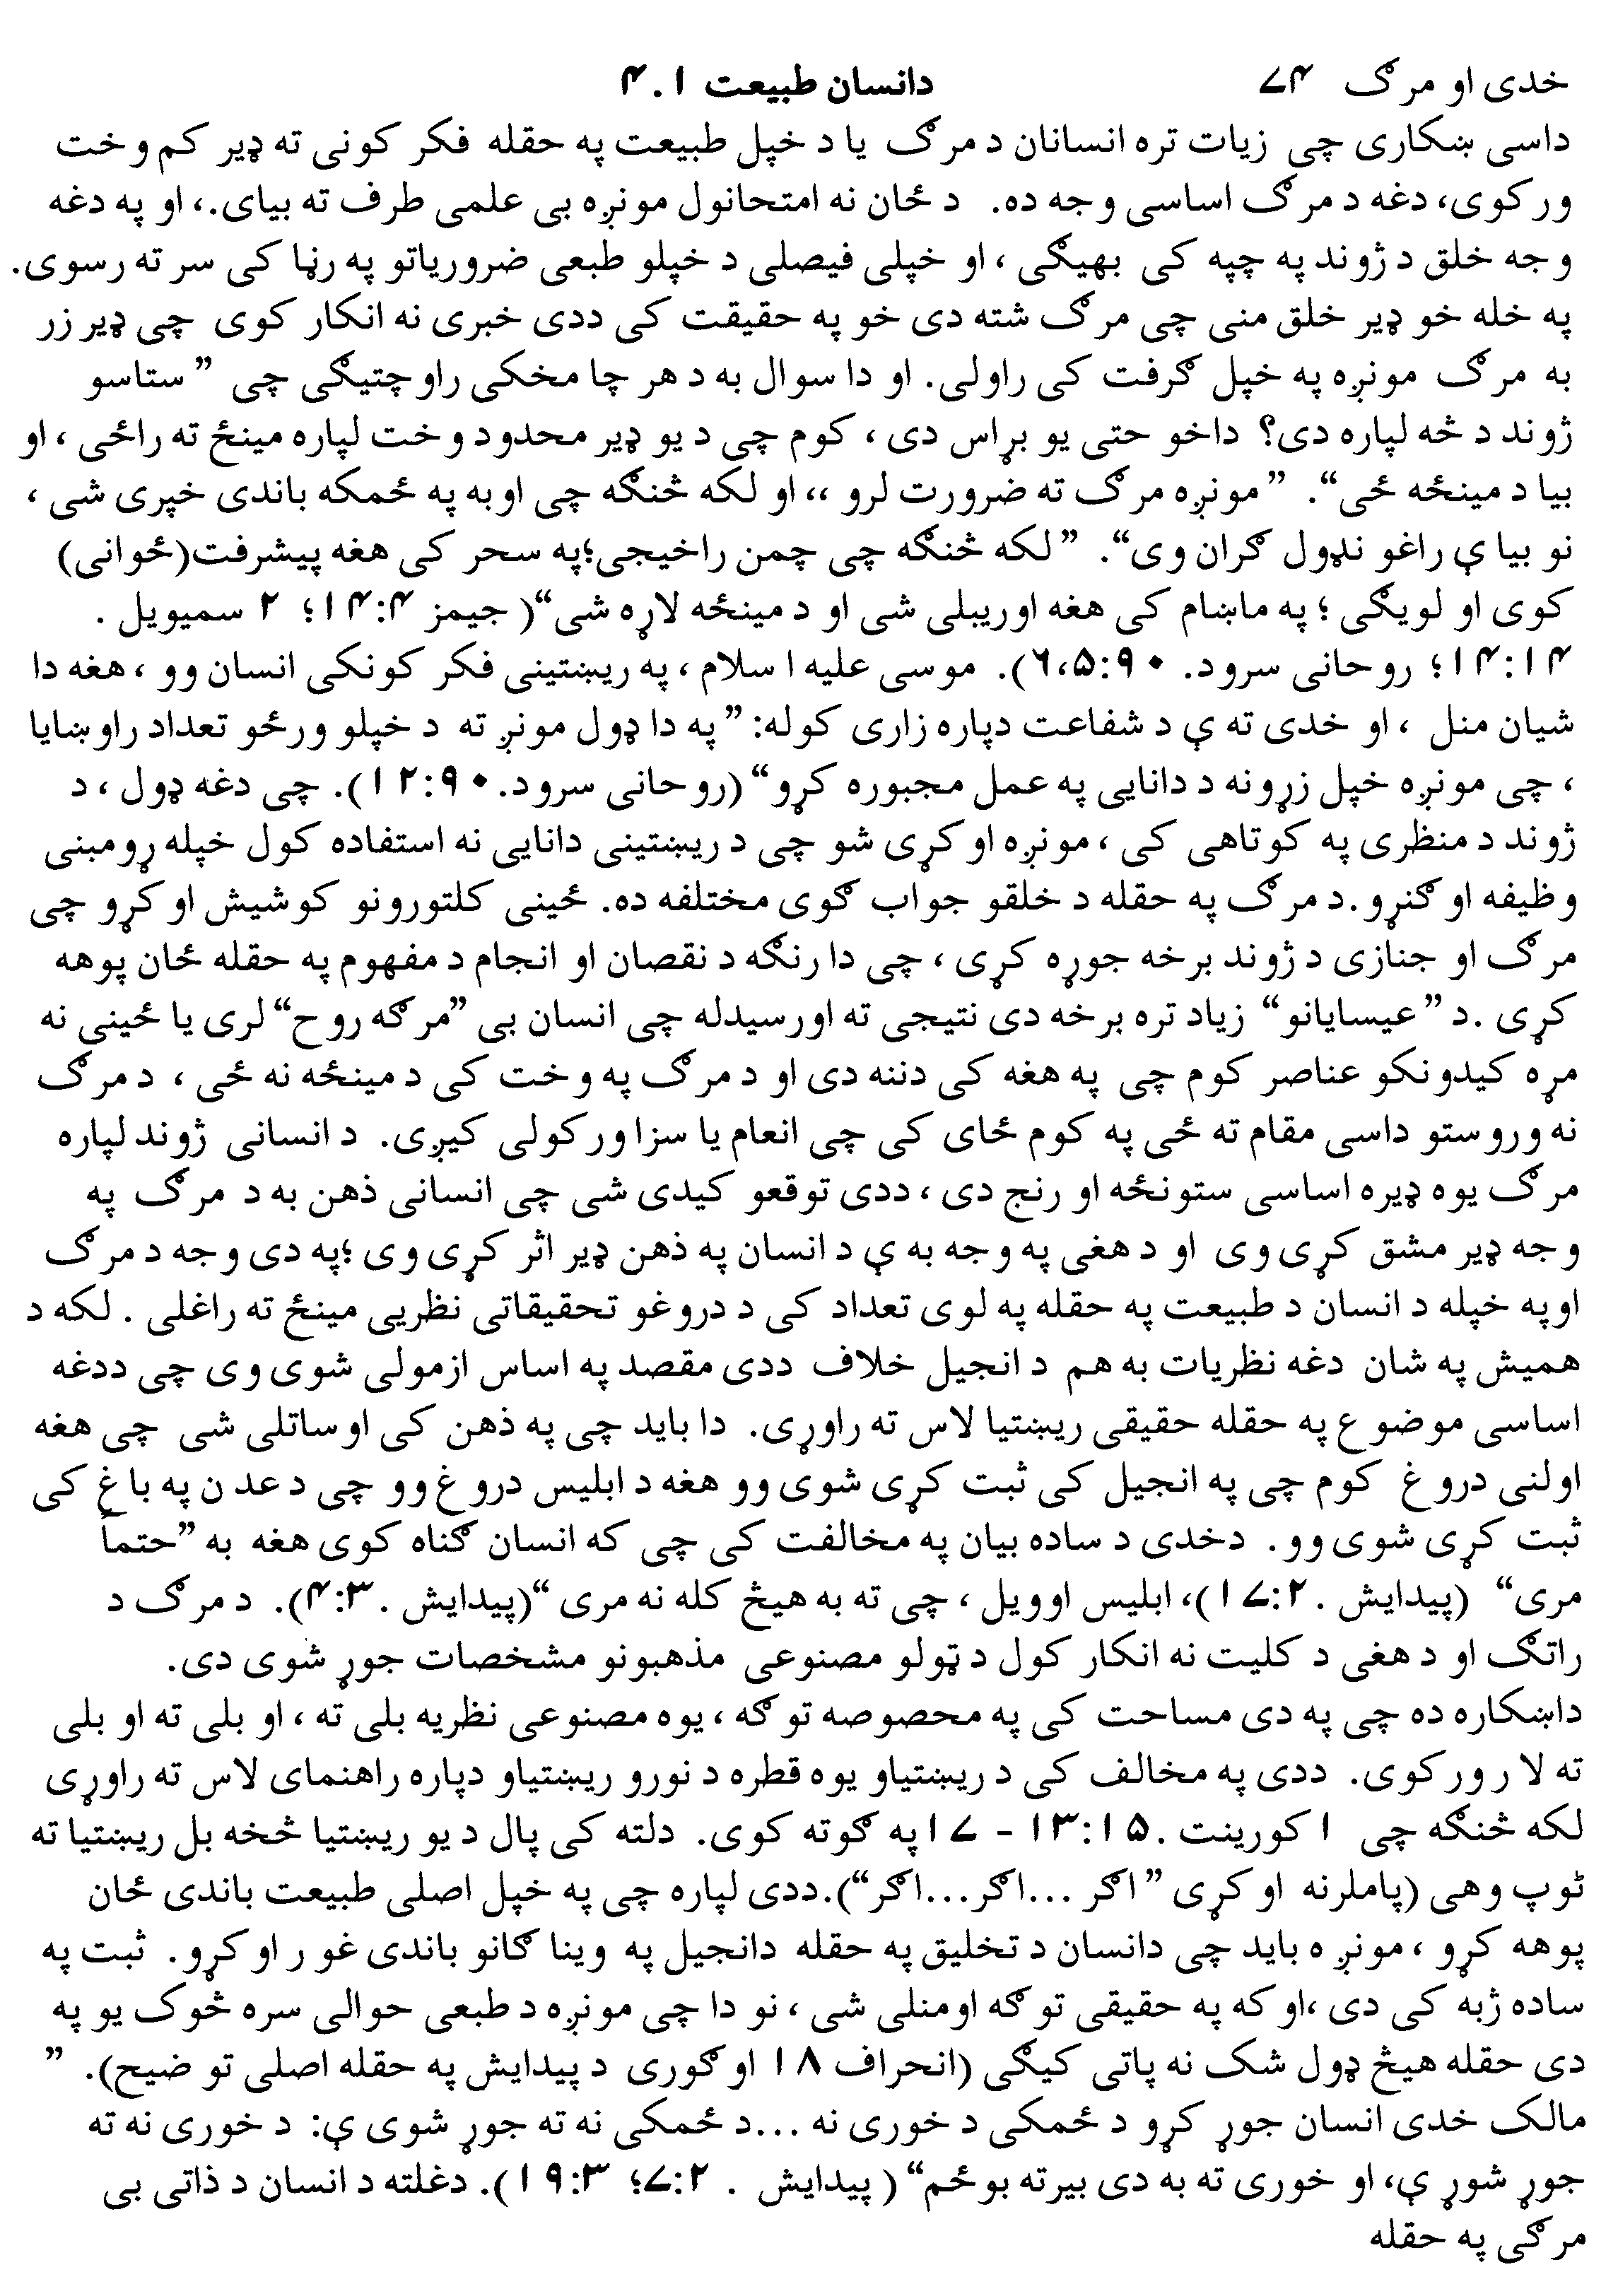 خدی او مرگ ۷۴ دانسان طبیعت ۴.۱
داسی ښکاری چی زیات تره انسانان د مرگ یا د خپل طبیعت په حقله فکر کونی ته ډیر کم وخت
ورکوی، دغه د مرگ اساسی وجه ده. د ځان نه امتحانول مونږه بی علمی طرف ته بیای.، او په دغه
وجه خلق د ژوند په چپه کی بهیگی ، او خپلی فیصلی د خپلو طبعی ضروریاتو په رڼا کی سر ته رسوی.
په خله خو ډیر خلق منی چی مرگ شته دی خو په حقیقت کی ددی خبری نه انکار کوی چی ډیر زر
به مرگ مونږه په خپل گرفت کی راولی. او دا سوال به د هر چا مخکی راوچتیگی چی ” ستاسو
ژوند د څه لپاره دی؟ داخو حتی یو براس دی ، کوم چی د یو ډیر محدود وخت لپاره مینځ ته راځی ، او
بیا د مینځه ځی“. ” مونږه مرگ ته ضرورت لرو ،، او لکه څنگه چی اوبه په ځمکه باندی خپری شی ،
نو بیا ې راغو نډول گران وی“. ” لکه څنگه چی چمن راخیجی؛په سحر کی هغه پیشرفت(ځوانی)
کوی او لویگی ؛ په ماښام کی هغه اوریبلی شی او د مینځه لاړه شی“( جیمز ۱۴:۴؛ ۲ سمیویل .
۱۴:۱۴؛ روحانی سرود. ۶،۵:۹۰). موسی علیه ا سلام ، په ریښتینی فکر کونکی انسان وو ، هغه دا
شیان منل ، او خدی ته ې د شفاعت دپاره زاری کوله: ” په دا ډول مونږ ته د خپلو ورځو تعداد راوښایا
، چی مونږه خپل زړونه د دانایی په عمل مجبوره کړو“ (روحانی سرود. ۱۲:۹۰). چی دغه ډول ، د
ژوند د منظری په کوتاهی کی ، مونږه اوکړی شو چی د ریښتینی دانایی نه استفاده کول خپله ړومبنی
وظیفه اوگنړو.د مرگ په حقله د خلقو جواب گوی مختلفه ده. ځینی کلتورونو کوشیش اوکړو چی
مرگ او جنازی د ژوند برخه جوړه کړی ، چی دا رنگه د نقصان او انجام د مفهوم په حقله ځان پوهه
کړی .د ” عیسایانو“ زیاد تره برخه دی نتیجی ته اورسیدله چی انسان بی ”مرگه روح“ لری یا ځینی نه
مړه کیدونکو عناصر کوم چی په هغه کی دننه دی او د مرگ په وخت کی د مینځه نه ځی ، د مرگ
نه وروستو داسی مقام ته ځی په کوم ځای کی چی انعام یا سزا ورکولی کیږی. د انسانی ژوند لپاره
مرگ یوه ډیره اساسی ستونځه او رنج دی ، ددی توقعو کیدی شی چی انسانی ذهن به د مرگ په
وجه ډیر مشق کړی وی او د هغی په وجه به ې د انسان په ذهن ډیر اثر کړی وی ؛په دی وجه د مرگ
اوپه خپله د انسان د طبیعت په حقله په لوی تعداد کی د دروغو تحقیقاتی نظریی مینځ ته راغلی . لکه د
همیش په شان دغه نظریات به هم د انجیل خلاف ددی مقصد په اساس ازمولی شوی وی چی ددغه
اساسی موضوع په حقله حقیقی ریښتیا لاس ته راوړی. دا باید چی په ذهن کی اوساتلی شی چی هغه
اولنی دروغ کوم چی په انجیل کی ثبت کړی شوی وو هغه د ابلیس دروغ وو چی د عدن په باغ کی
ثبت کړی شوی وو. دخدی د ساده بیان په مخالفت کی چی که انسان گناه کوی هغه به ”حتماً
مری“ (پیدایش . ۱۷:۲)، ابلیس اوویل ، چی ته به هیڅ کله نه مری “(پیدایش .۴:۳). د مرگ د
راتگ او د هغی د کلیت نه انکار کول د ټولو مصنوعی مذهبونو مشخصات جوړ شوی دی.
داښکاره ده چی په دی مساحت کی په محصوصه توگه ، یوه مصنوعی نظریه بلی ته ، او بلی ته او بلی
ته لا ر ورکوی. ددی په مخالف کی د ریښتیاو یوه قطره د نورو ریښتیاو دپاره راهنمای لاس ته راوړی
لکه څنگه چی ۱ کورینت .۱۳:۱۵ - ۱۷په گوته کوی. دلته کی پال د یو ریښتیا څخه بل ریښتیا ته
ټوپ وهی (پاملرنه اوکړی ” اگر ...اگر...اگر“).ددی لپاره چی په خپل اصلی طبیعت باندی ځان
پوهه کړو ، مونږ ه باید چی دانسان د تخلیق په حقله دانجیل په وینا گانو باندی غو ر اوکړو. ثبت په
ساده ژبه کی دی ،او که په حقیقی توگه اومنلی شی ، نو دا چی مونږه د طبعی حوالی سره څوک یو په
دی حقله هیڅ ډول شک نه پاتی کیگی (انحراف ۱۸ اوگوری د پیدایش په حقله اصلی تو ضیح). ”
مالک خدی انسان جوړ کړو د ځمکی د خوری نه ...د ځمکی نه ته جوړ شوی ې: د خوری نه ته
جوړ شوړ ې، او خوری ته به دی بیرته بوځم“ ( پیدایش . ۷:۲؛ ۱۹:۳). دغلته د انسان د ذاتی بی
مرگی په حقله